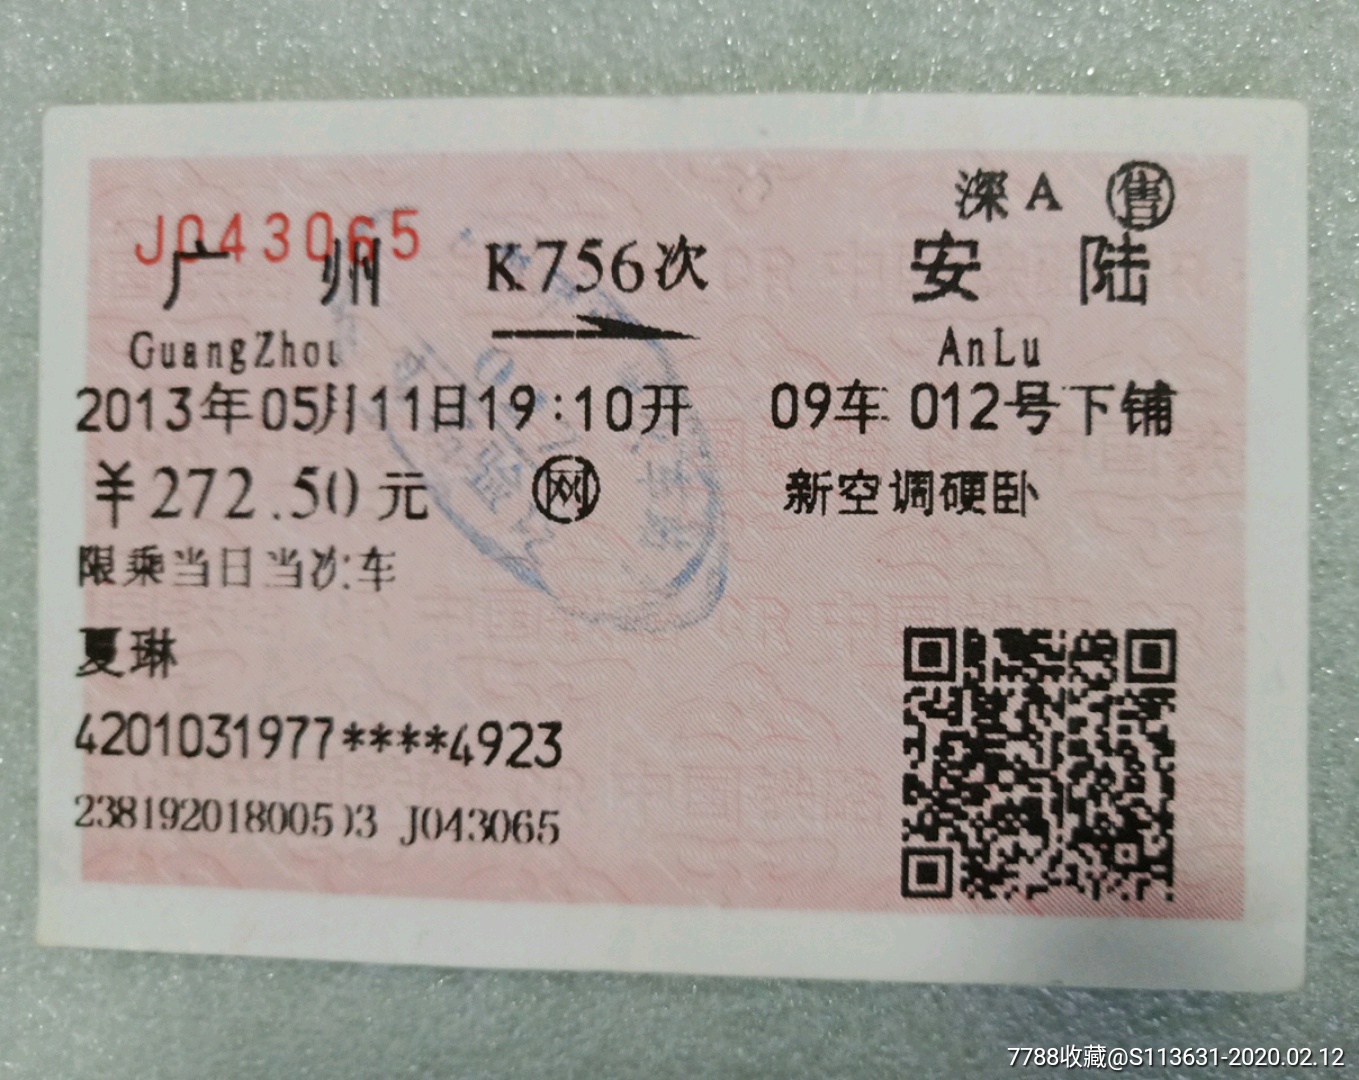 深A 售
J043065
广州 K756次 安陆
GuangZhou AnLu
2013年05月11日19:10开 09车 012号下铺
¥272.50元 网 新空调硬卧
限乘当日当次车
夏琳
4201031977****4923
J043065
7788收藏@S113631-2020.02.12